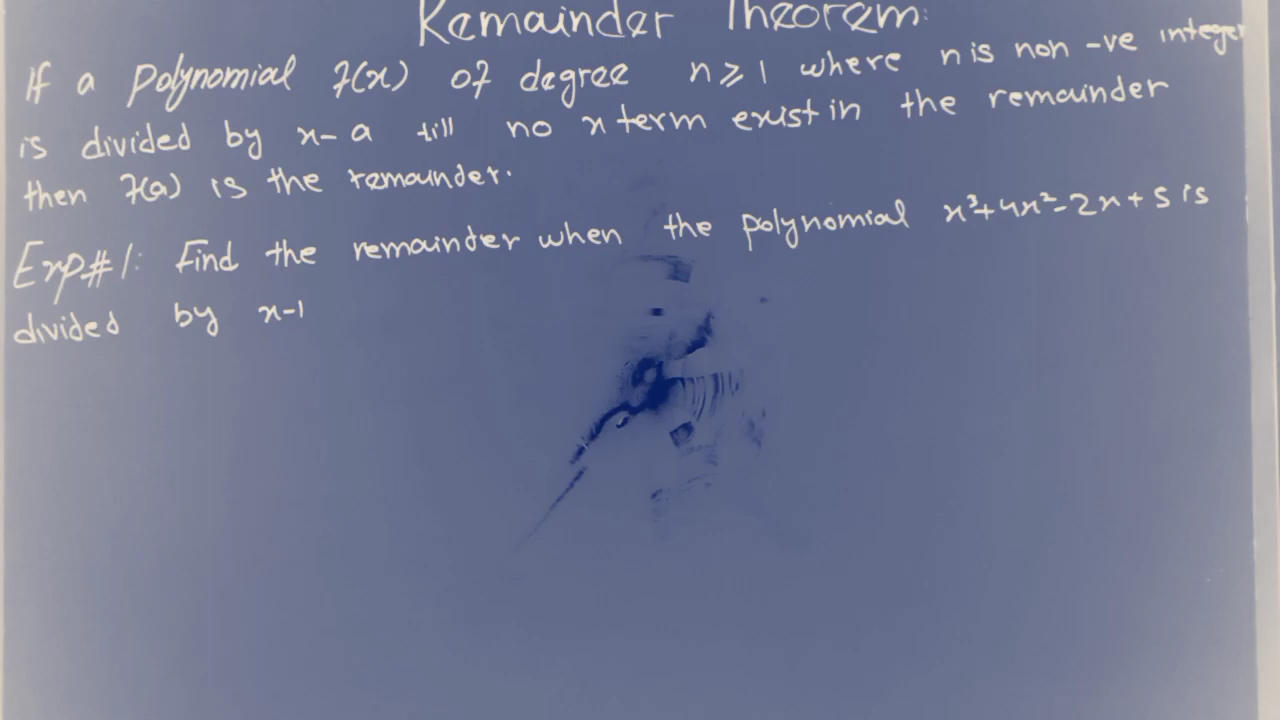 Remainder Theorem:
If a Polynomial f(x) of degree n ⩾ 1 where n is non -ve integer
is divided by x-a till no x term exist in the remainder
then f(a) is the remainder.
Exp#1: Find the remainder when the polynomial x³+4x²-2x+5 is
divided by x-1